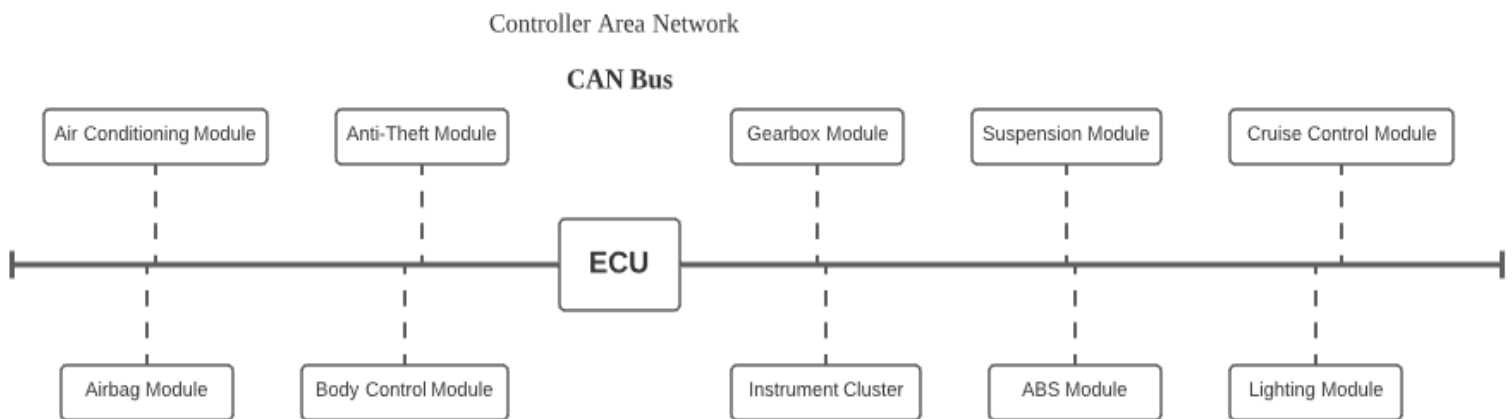 Controller Area Network
CAN Bus
Air Conditioning Module
Anti-Theft Module
Gearbox Module
Suspension Module
Cruise Control Module
ECU
Airbag Module
Body Control Module
Instrument Cluster
ABS Module
Lighting Module